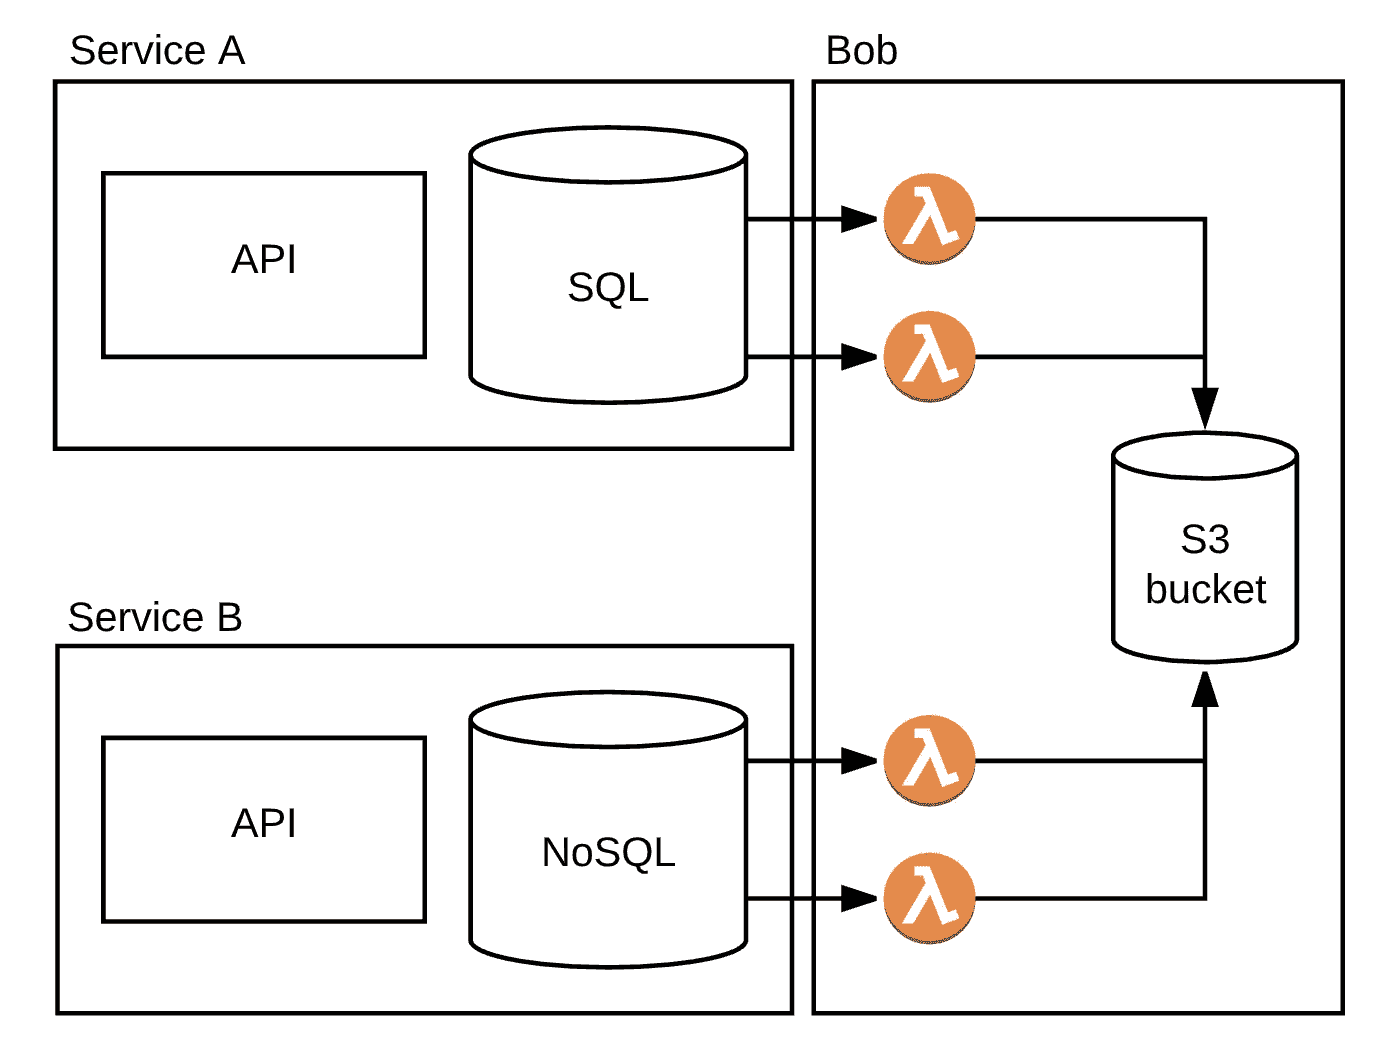 Service A
Bob
API
SQL
λ
λ
S3
bucket
Service B
API
NoSQL
λ
λ